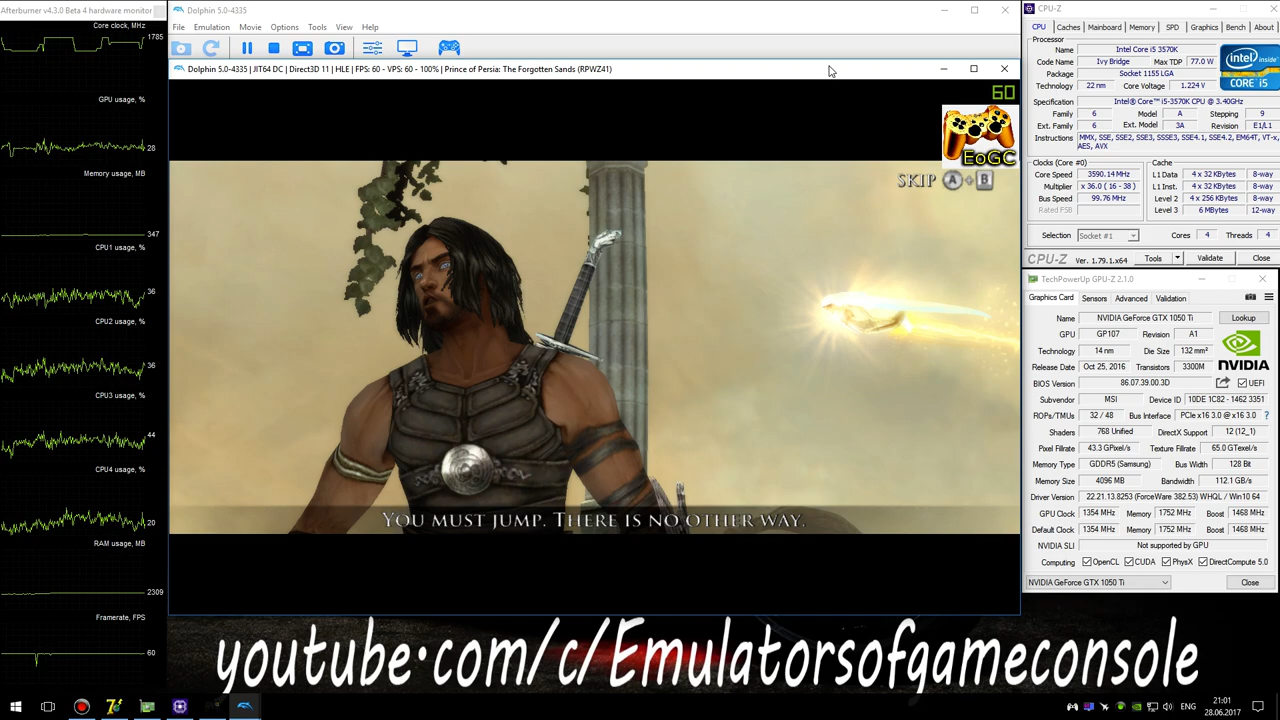 Afterburner v4.3.0 Beta 4 hardware monitor
Core clock, MHz
1785
GPU usage, %
28
Memory usage, MB
347
CPU1 usage, %
36
CPU2 usage, %
36
CPU3 usage, %
44
CPU4 usage, %
20
RAM usage, MB
2309
Framerate, FPS
60
Dolphin 5.0-4335
File Emulation Movie Options Tools View Help
Dolphin 5.0-4335 | JIT64 DC | Direct3D 11 | HLE | FPS: 60 - VPS: 60 - 100% | Prince of Persia: The Forgotten Sands (RPWZ41)
60
EoGC
SKIP A + B
YOU MUST JUMP. THERE IS NO OTHER WAY.
CPU-Z
CPU Caches Mainboard Memory SPD Graphics Bench About
Processor
Name Intel Core i5 3570K
Code Name Ivy Bridge Max TDP 77.0 W
Package Socket 1155 LGA
Technology 22 nm Core Voltage 1.224 V
intel inside™
CORE i5
Specification Intel® Core™ i5-3570K CPU @ 3.40GHz
Family 6 Model A Stepping 9
Ext. Family 6 Ext. Model 3A Revision E1/L1
Instructions MMX, SSE, SSE2, SSE3, SSSE3, SSE4.1, SSE4.2, EM64T, VT-x,
AES, AVX
Clocks (Core #0) Cache
Core Speed 3590.14 MHz L1 Data 4 x 32 KBytes 8-way
Multiplier x 36.0 ( 16 - 38 ) L1 Inst. 4 x 32 KBytes 8-way
Bus Speed 99.76 MHz Level 2 4 x 256 KBytes 8-way
Rated FSB Level 3 6 MBytes 12-way
Selection Socket #1 Cores 4 Threads 4
CPU-Z Ver. 1.79.1.x64 Tools Validate Close
TechPowerUp GPU-Z 2.1.0
Graphics Card Sensors Advanced Validation
Name NVIDIA GeForce GTX 1050 Ti Lookup
GPU GP107 Revision A1
Technology 14 nm Die Size 132 mm²
Release Date Oct 25, 2016 Transistors 3300M
NVIDIA
BIOS Version 86.07.39.00.3D UEFI
Subvendor MSI Device ID 10DE 1C82 - 1462 3351
ROPs/TMUs 32 / 48 Bus Interface PCIe x16 3.0 @ x16 3.0 ?
Shaders 768 Unified DirectX Support 12 (12_1)
Pixel Fillrate 43.3 GPixel/s Texture Fillrate 65.0 GTexel/s
Memory Type GDDR5 (Samsung) Bus Width 128 Bit
Memory Size 4096 MB Bandwidth 112.1 GB/s
Driver Version 22.21.13.8253 (ForceWare 382.53) WHQL / Win10 64
GPU Clock 1354 MHz Memory 1752 MHz Boost 1468 MHz
Default Clock 1354 MHz Memory 1752 MHz Boost 1468 MHz
NVIDIA SLI Not supported by GPU
Computing OpenCL CUDA PhysX DirectCompute 5.0
NVIDIA GeForce GTX 1050 Ti Close
youtube.com/c/Emulatorsofgameconsole
ENG
21:01
28.06.2017